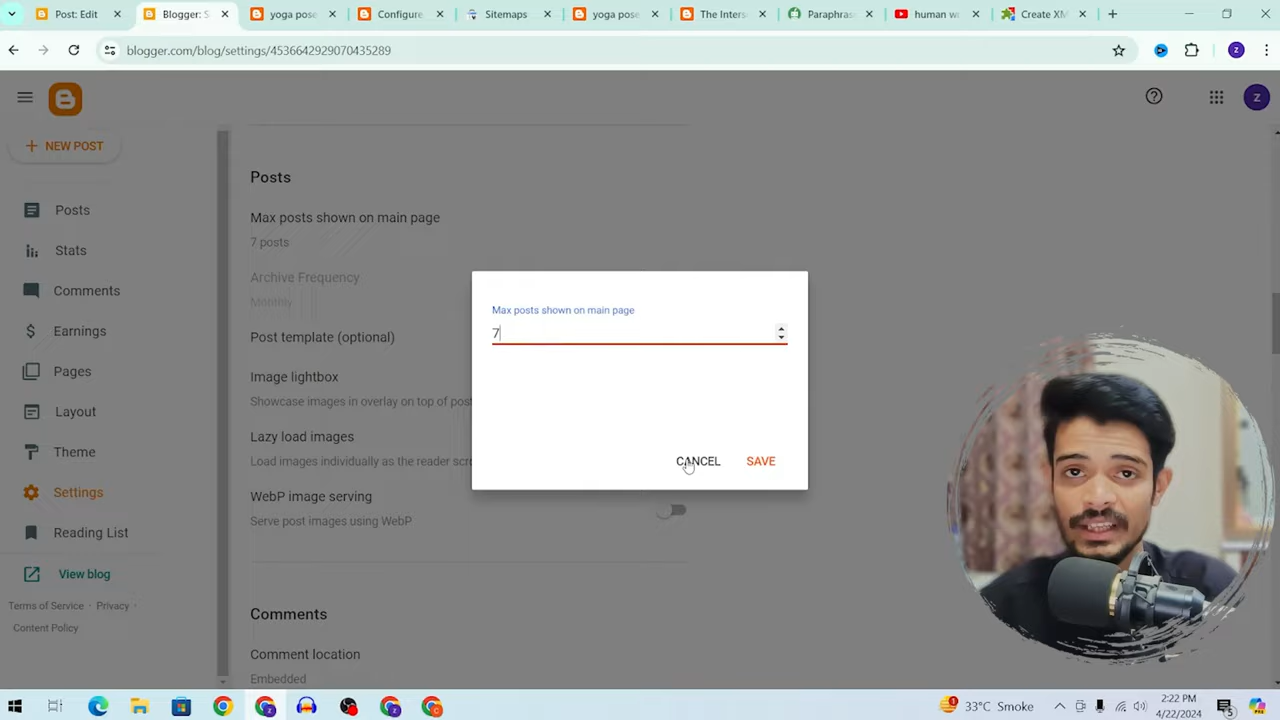 Post: Edit
Blogger: S
yoga pose
Configure
Sitemaps
yoga pose
The Inters
Paraphras
human wo
Create XM
blogger.com/blog/settings/4536642929070435289
z
z
NEW POST
Posts
Stats
Comments
Earnings
Pages
Layout
Theme
Settings
Reading List
View blog
Terms of Service · Privacy ·
Content Policy
Posts
Max posts shown on main page
7 posts
Archive Frequency
Monthly
Post template (optional)
Image lightbox
Showcase images in overlay on top of post
Lazy load images
Load images individually as the reader scr
WebP image serving
Serve post images using WebP
Comments
Comment location
Embedded
Max posts shown on main page
7
CANCEL
SAVE
33°C Smoke
2:22 PM
4/22/2024
5